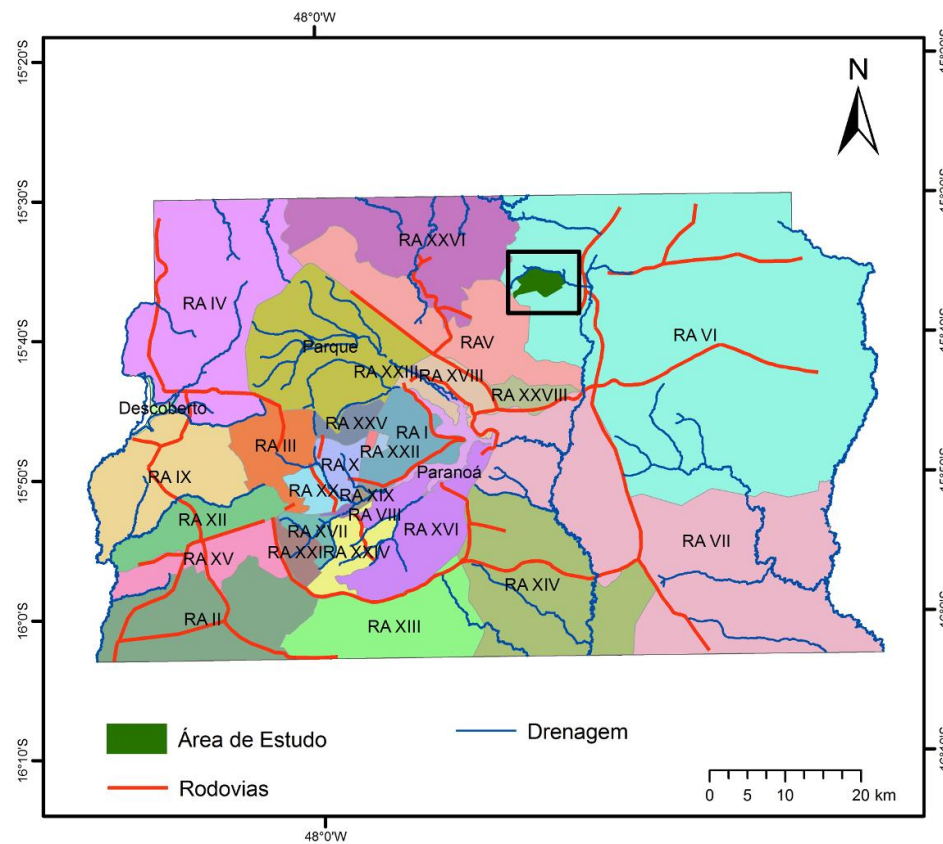 48°0'W
15°20'S
N
15°30'S
RA XXVI
RA IV
15°40'S
RA VI
RA V
Parque
RA XXIII
RA XVIII
RA XXVIII
Descoberto
RA XXV
RA I
RA III
RA XXII
RA X
Paranoá
15°50'S
RA IX
RA XX
RA XIX
RA VIII
RA XII
RA XVII
RA XVI
RA VII
RA XXI
RA XXIV
RA XV
RA XIV
16°0'S
RA II
RA XIII
Área de Estudo
Drenagem
16°10'S
Rodovias
0 5 10 20 km
48°0'W